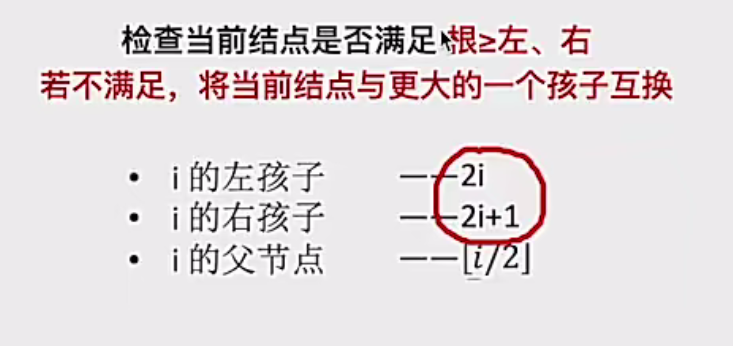 检查当前结点是否满足 根≥左、右
若不满足，将当前结点与更大的一个孩子互换
• i 的左孩子 ——2i
• i 的右孩子 ——2i+1
• i 的父节点 ——⌊i/2⌋